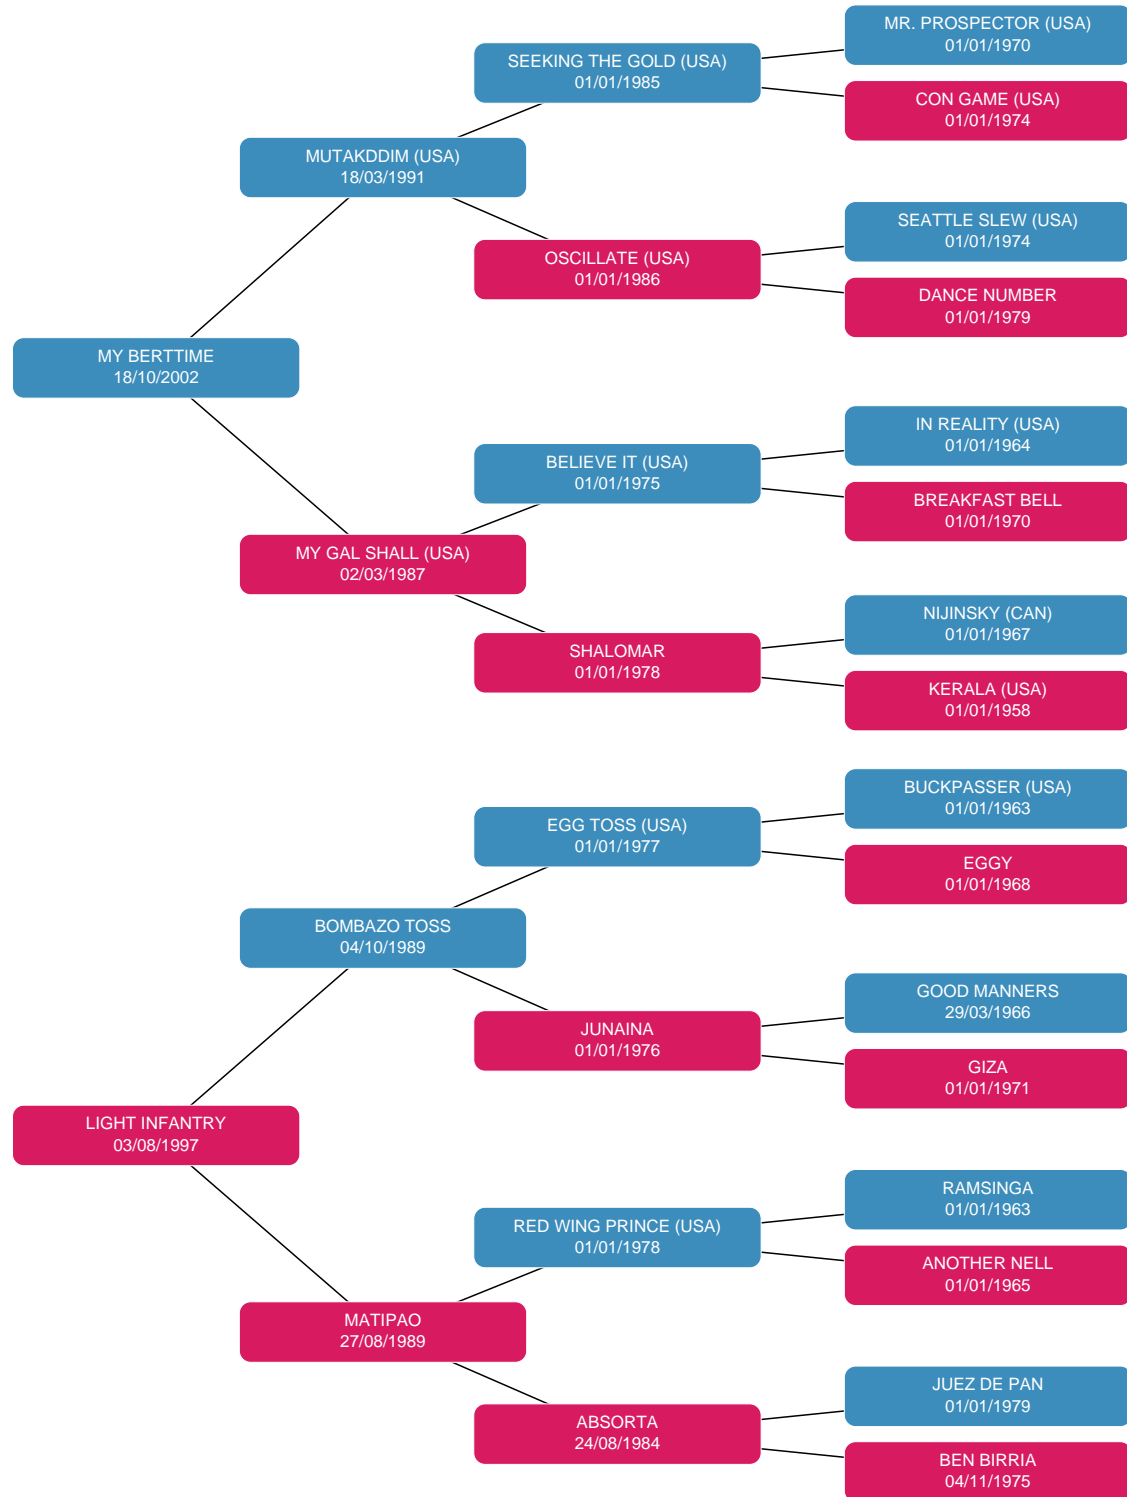 MR. PROSPECTOR (USA)
01/01/1970
SEEKING THE GOLD (USA)
01/01/1985
CON GAME (USA)
01/01/1974
MUTAKDDIM (USA)
18/03/1991
SEATTLE SLEW (USA)
01/01/1974
OSCILLATE (USA)
01/01/1986
DANCE NUMBER
01/01/1979
MY BERTTIME
18/10/2002
IN REALITY (USA)
01/01/1964
BELIEVE IT (USA)
01/01/1975
BREAKFAST BELL
01/01/1970
MY GAL SHALL (USA)
02/03/1987
NIJINSKY (CAN)
01/01/1967
SHALOMAR
01/01/1978
KERALA (USA)
01/01/1958
BUCKPASSER (USA)
01/01/1963
EGG TOSS (USA)
01/01/1977
EGGY
01/01/1968
BOMBAZO TOSS
04/10/1989
GOOD MANNERS
29/03/1966
JUNAINA
01/01/1976
GIZA
01/01/1971
LIGHT INFANTRY
03/08/1997
RAMSINGA
01/01/1963
RED WING PRINCE (USA)
01/01/1978
ANOTHER NELL
01/01/1965
MATIPAO
27/08/1989
JUEZ DE PAN
01/01/1979
ABSORTA
24/08/1984
BEN BIRRIA
04/11/1975